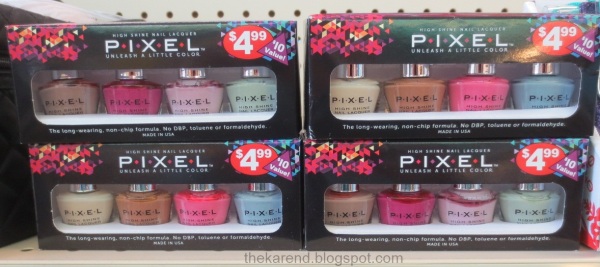 HIGH SHINE NAIL LACQUER
P·I·X·E·L™
UNLEASH A LITTLE COLOR
$4.99
$10 Value!
P·I·X·E·L
P·I·X·E·L
P·I·X·E·L
P·I·X·E·L
The long-wearing, non-chip formula. No DBP, toluene or formaldehyde.
MADE IN USA
HIGH SHINE NAIL LACQUER
P·I·X·E·L™
UNLEASH A LITTLE COLOR
$4.99
$10 Value!
P·I·X·E·L
P·I·X·E·L
P·I·X·E·L
P·I·X·E·L
The long-wearing, non-chip formula. No DBP, toluene or formaldehyde.
MADE IN USA
HIGH SHINE NAIL LACQUER
P·I·X·E·L™
UNLEASH A LITTLE COLOR
$4.99
$10 Value!
P·I·X·E·L
P·I·X·E·L
P·I·X·E·L
P·I·X·E·L
The long-wearing, non-chip formula. No DBP, toluene or formaldehyde.
MADE IN USA
HIGH SHINE NAIL LACQUER
P·I·X·E·L™
UNLEASH A LITTLE COLOR
$4.99
$10 Value!
P·I·X·E·L
P·I·X·E·L
P·I·X·E·L
P·I·X·E·L
The long-wearing, non-chip formula. No DBP, toluene or formaldehyde.
MADE IN USA
thekarend.blogspot.com